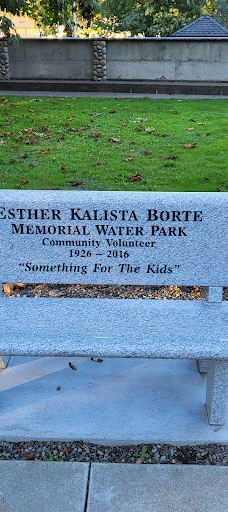 ESTHER KALISTA BORTE
MEMORIAL WATER PARK
Community Volunteer
1926 – 2016
"Something For The Kids"